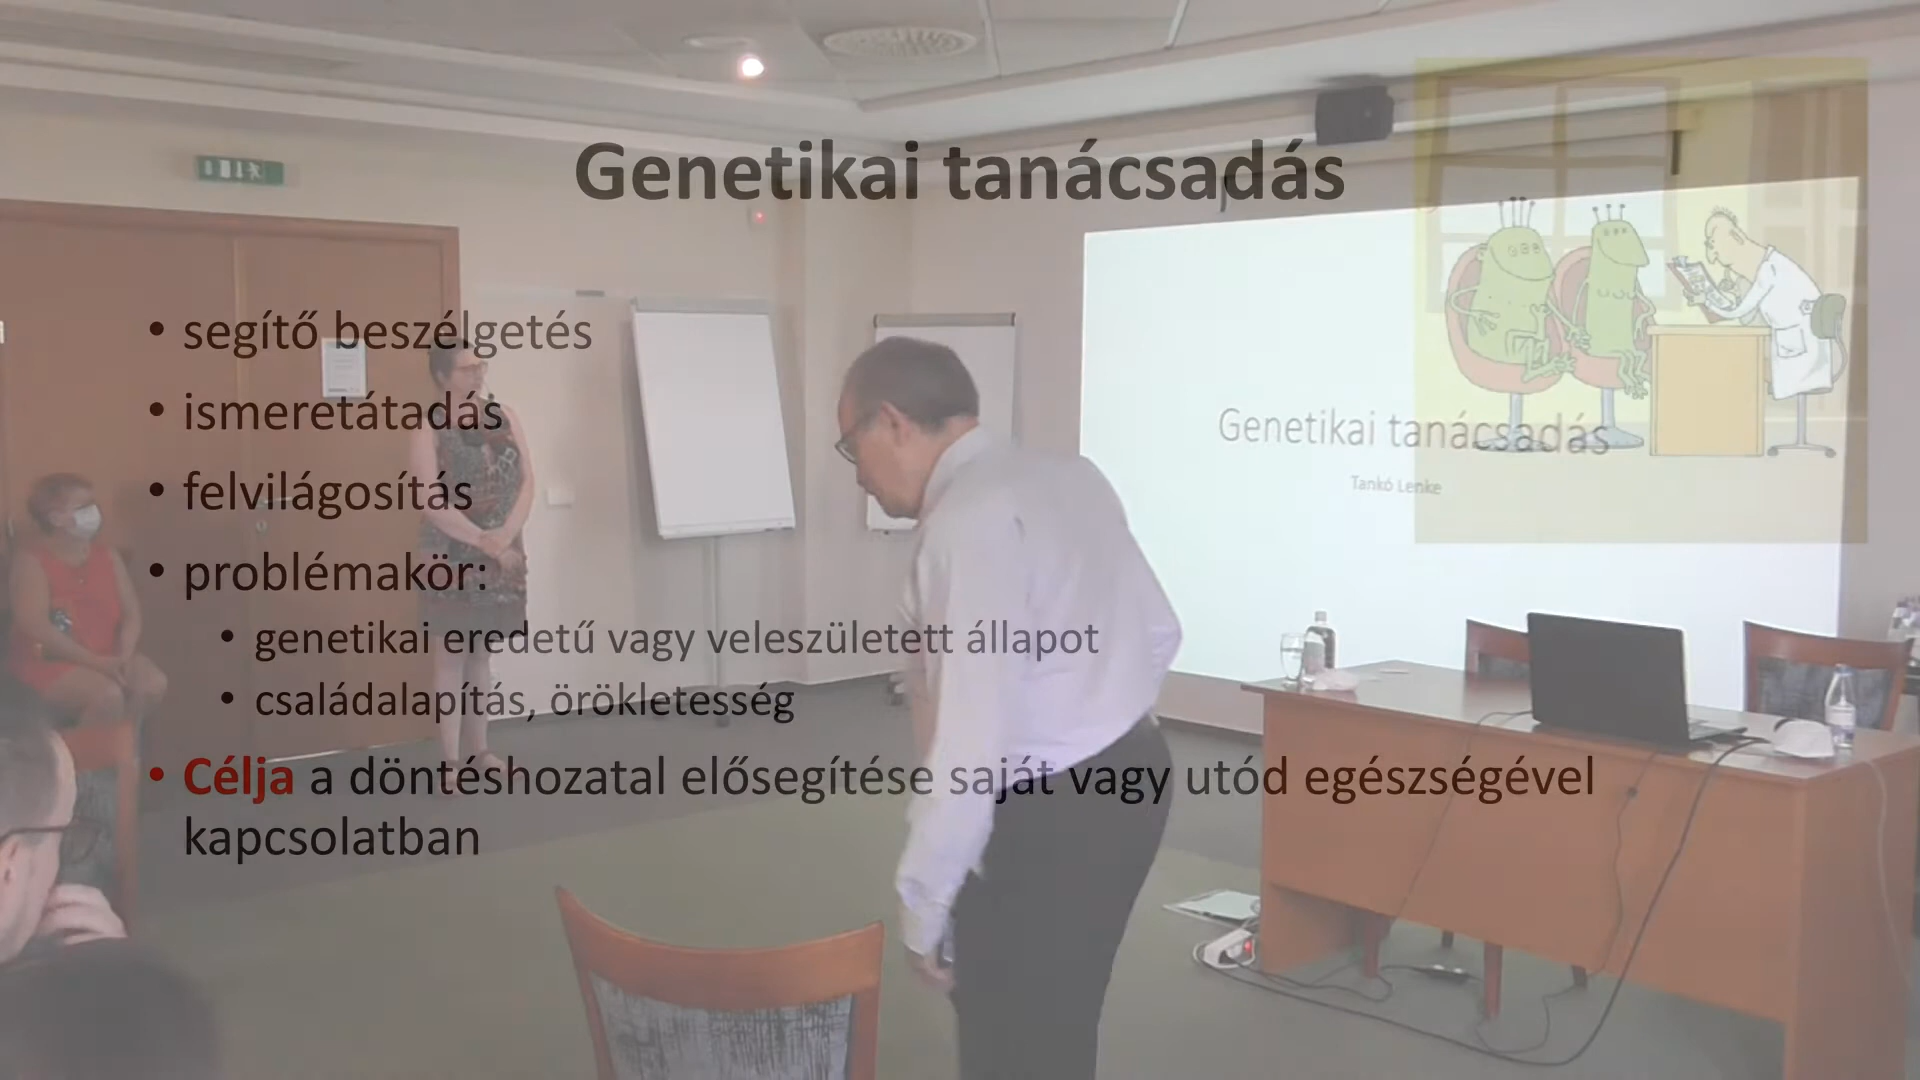 Genetikai tanácsadás
• segítő beszélgetés
• ismeretátadás
• felvilágosítás
• problémakör:
• genetikai eredetű vagy veleszületett állapot
• családalapítás, örökletesség
• Célja a döntéshozatal elősegítése saját vagy utód egészségével
kapcsolatban
Genetikai tanácsadás
Tankó Lenke